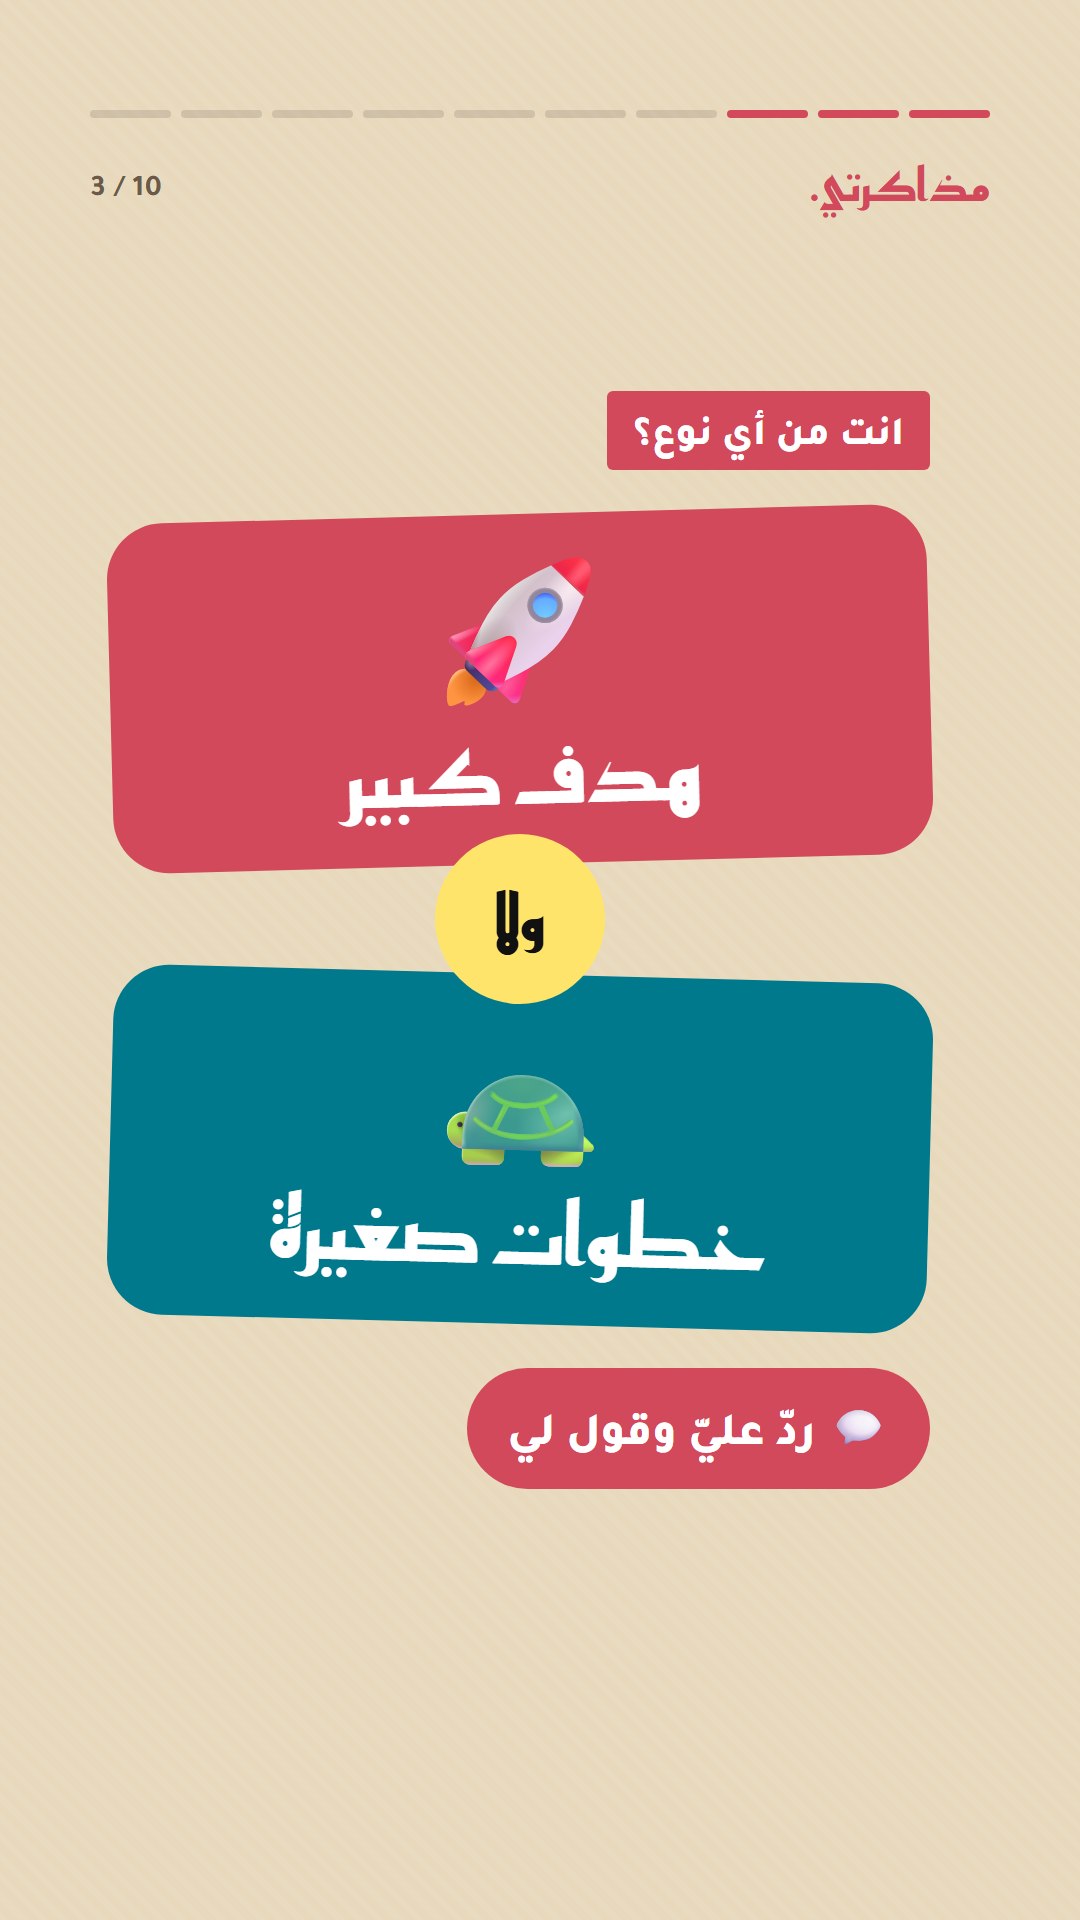 مذاكرتي.
3 / 10
انت من أي نوع؟
هدف كبير
ولا
خطوات صغيرة
ردّ عليّ وقول لي